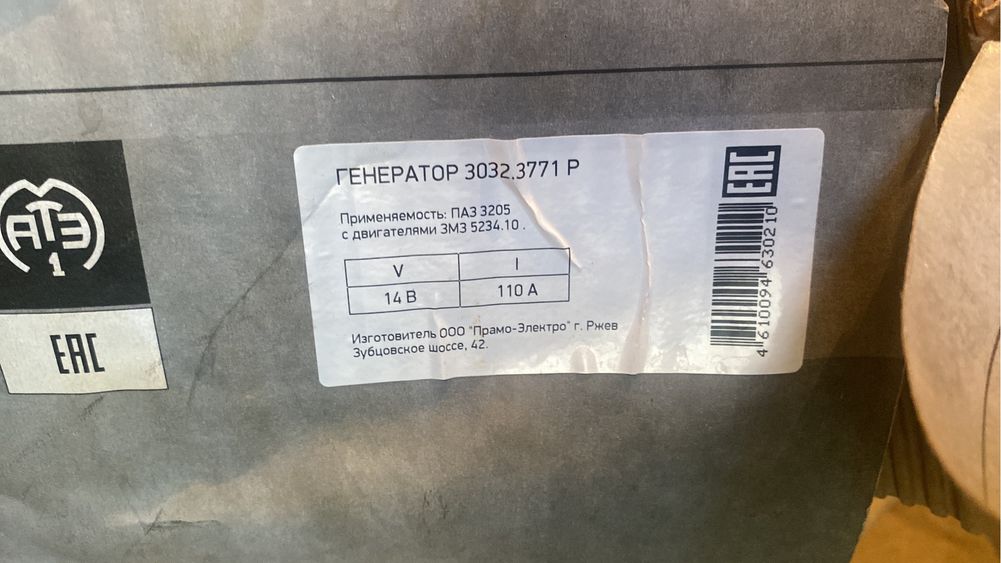 АТЭ
1
ЕАС
ГЕНЕРАТОР 3032.3771 Р
Применяемость: ПАЗ 3205
с двигателями ЗМЗ 5234.10 .
V I
14 В 110 А
Изготовитель ООО "Прамо-Электро" г. Ржев
Зубцовское шоссе, 42.
ЕАС
4 610094 630210